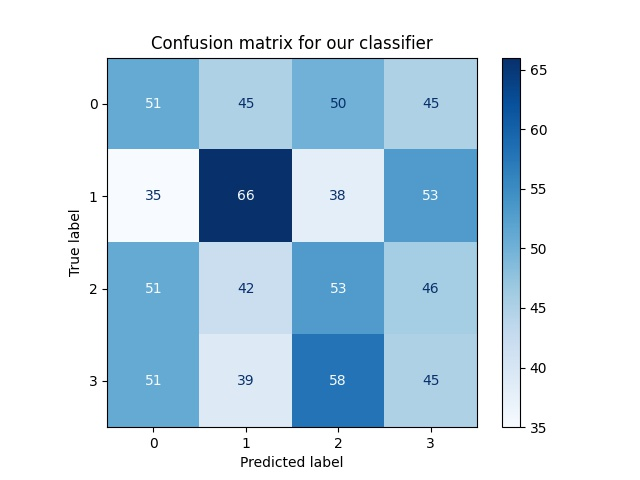 Confusion matrix for our classifier
65
0 51 45 50 45
60
1 35 66 38 53
55
50
True label
2 51 42 53 46
45
40
3 51 39 58 45
35
0 1 2 3
Predicted label